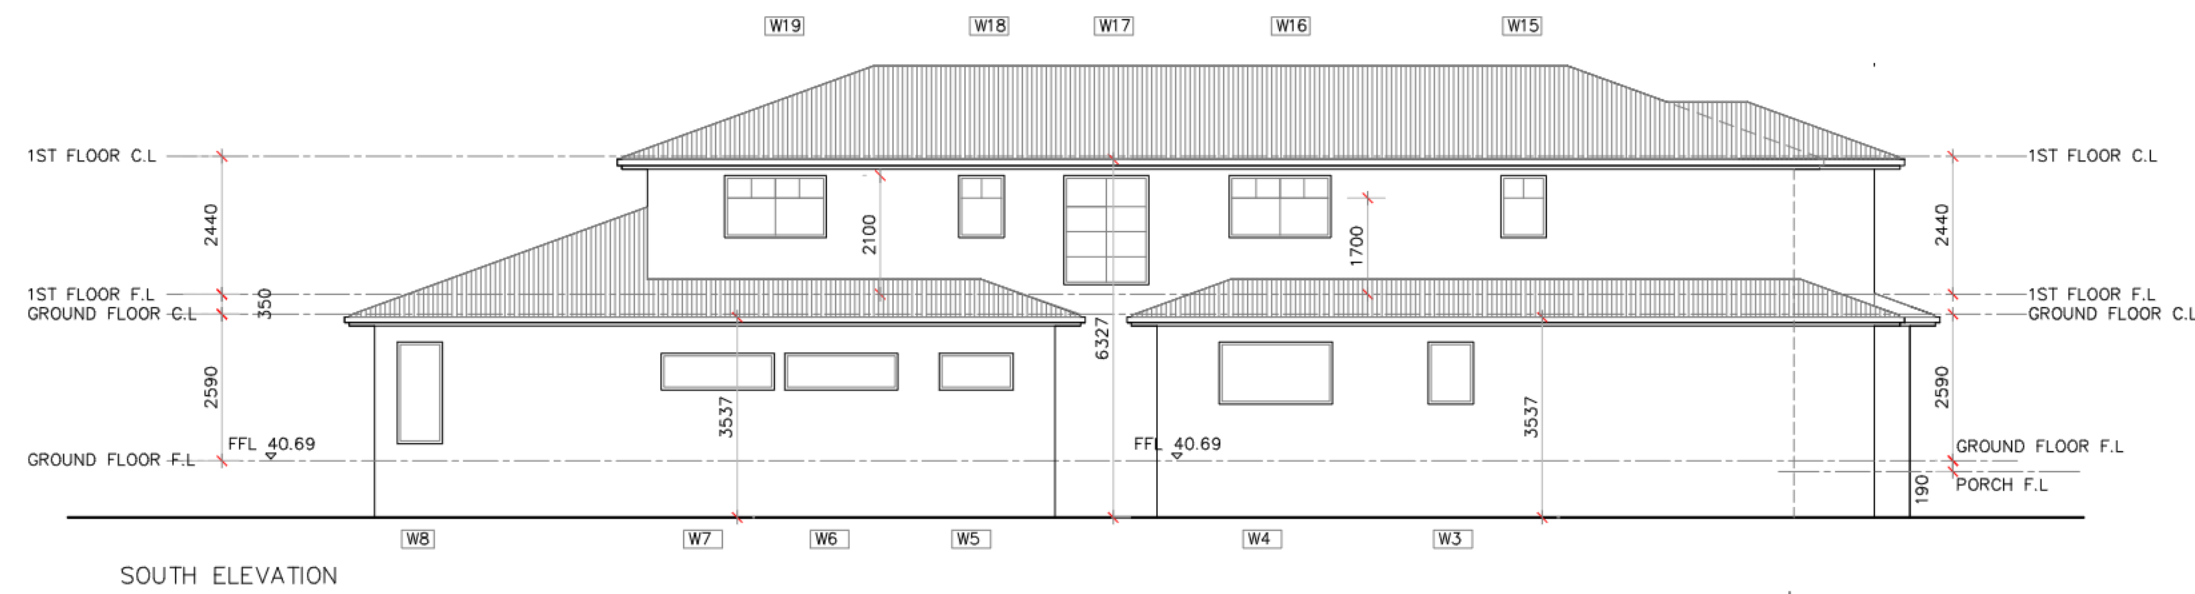 W19 W18 W17 W16 W15
1ST FLOOR C.L 1ST FLOOR C.L
2440 2100 1700 2440
1ST FLOOR F.L 350 1ST FLOOR F.L
GROUND FLOOR C.L GROUND FLOOR C.L
6327
2590 3537 3537 2590
FFL 40.69 FFL 40.69
GROUND FLOOR F.L GROUND FLOOR F.L
190 PORCH F.L
W8 W7 W6 W5 W4 W3
SOUTH ELEVATION